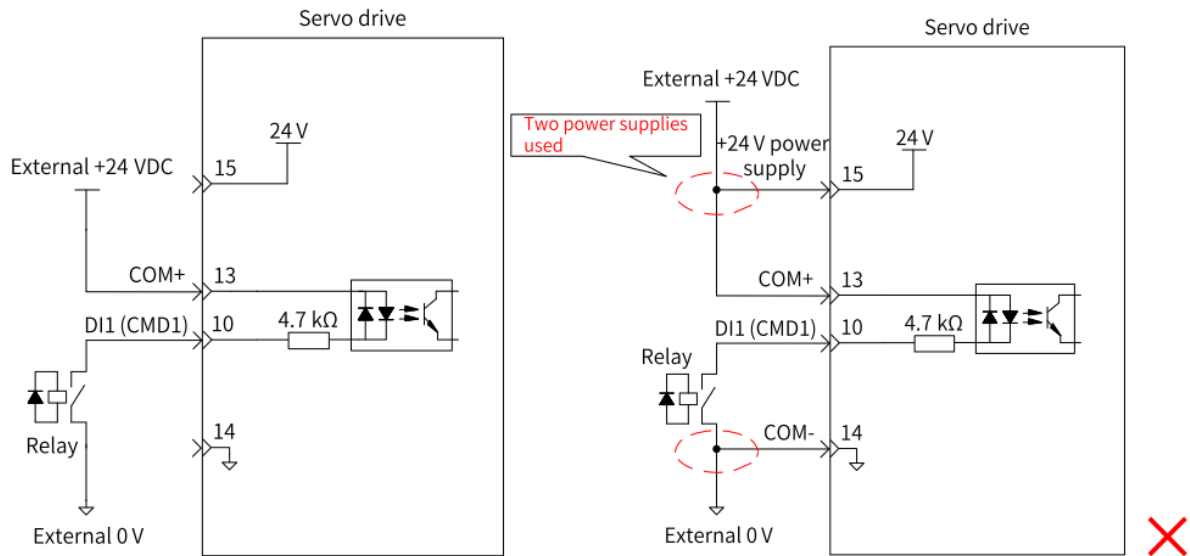 Servo drive
External +24 VDC
15
24 V
COM+
13
DI1 (CMD1)
10
4.7 kΩ
Relay
14
External 0 V
Servo drive
External +24 VDC
Two power supplies
used
+24 V power
supply
15
24 V
COM+
13
DI1 (CMD1)
10
4.7 kΩ
Relay
COM-
14
External 0 V